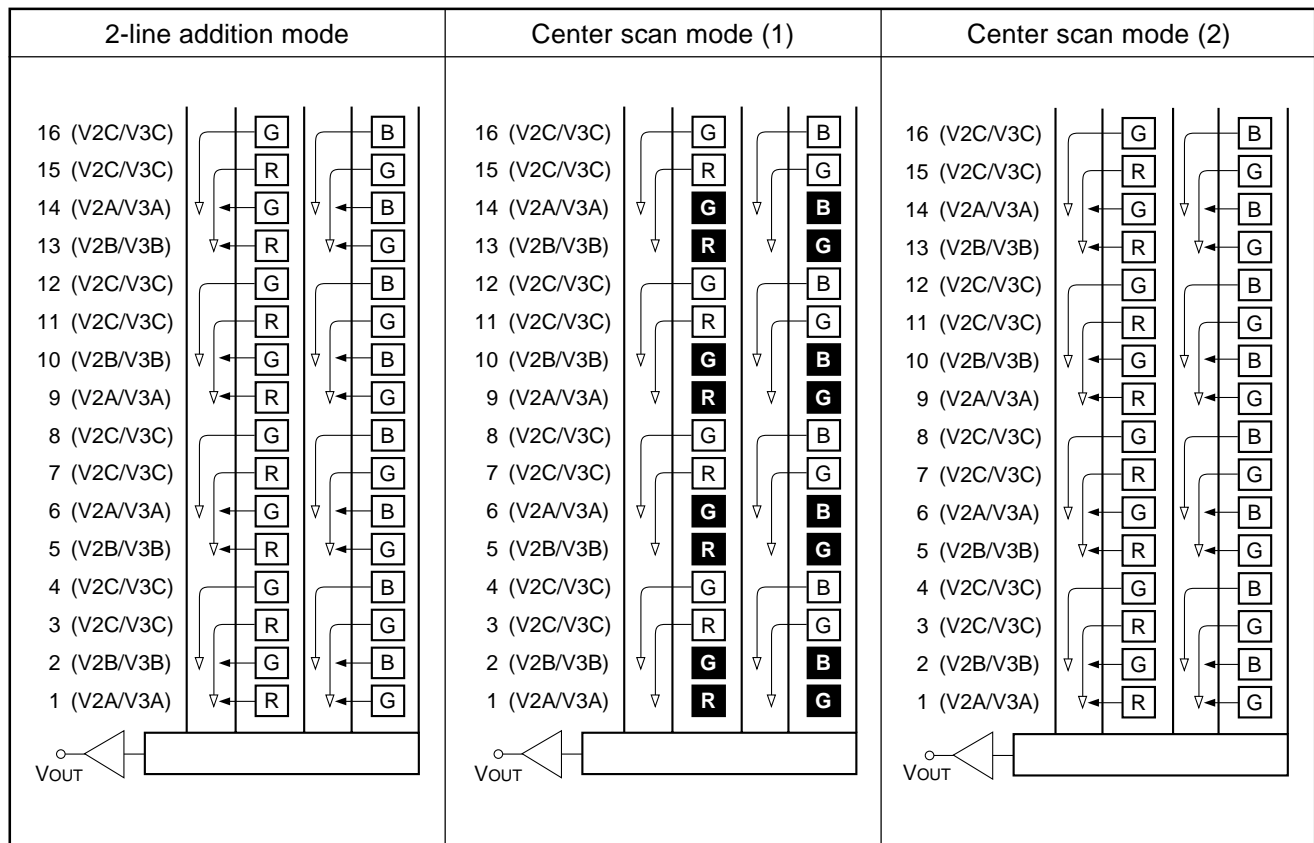 2-line addition mode
Center scan mode (1)
Center scan mode (2)
16 (V2C/V3C) G B
15 (V2C/V3C) R G
14 (V2A/V3A) G B
13 (V2B/V3B) R G
12 (V2C/V3C) G B
11 (V2C/V3C) R G
10 (V2B/V3B) G B
9 (V2A/V3A) R G
8 (V2C/V3C) G B
7 (V2C/V3C) R G
6 (V2A/V3A) G B
5 (V2B/V3B) R G
4 (V2C/V3C) G B
3 (V2C/V3C) R G
2 (V2B/V3B) G B
1 (V2A/V3A) R G
VOUT
16 (V2C/V3C) G B
15 (V2C/V3C) R G
14 (V2A/V3A) G B
13 (V2B/V3B) R G
12 (V2C/V3C) G B
11 (V2C/V3C) R G
10 (V2B/V3B) G B
9 (V2A/V3A) R G
8 (V2C/V3C) G B
7 (V2C/V3C) R G
6 (V2A/V3A) G B
5 (V2B/V3B) R G
4 (V2C/V3C) G B
3 (V2C/V3C) R G
2 (V2B/V3B) G B
1 (V2A/V3A) R G
VOUT
16 (V2C/V3C) G B
15 (V2C/V3C) R G
14 (V2A/V3A) G B
13 (V2B/V3B) R G
12 (V2C/V3C) G B
11 (V2C/V3C) R G
10 (V2B/V3B) G B
9 (V2A/V3A) R G
8 (V2C/V3C) G B
7 (V2C/V3C) R G
6 (V2A/V3A) G B
5 (V2B/V3B) R G
4 (V2C/V3C) G B
3 (V2C/V3C) R G
2 (V2B/V3B) G B
1 (V2A/V3A) R G
VOUT